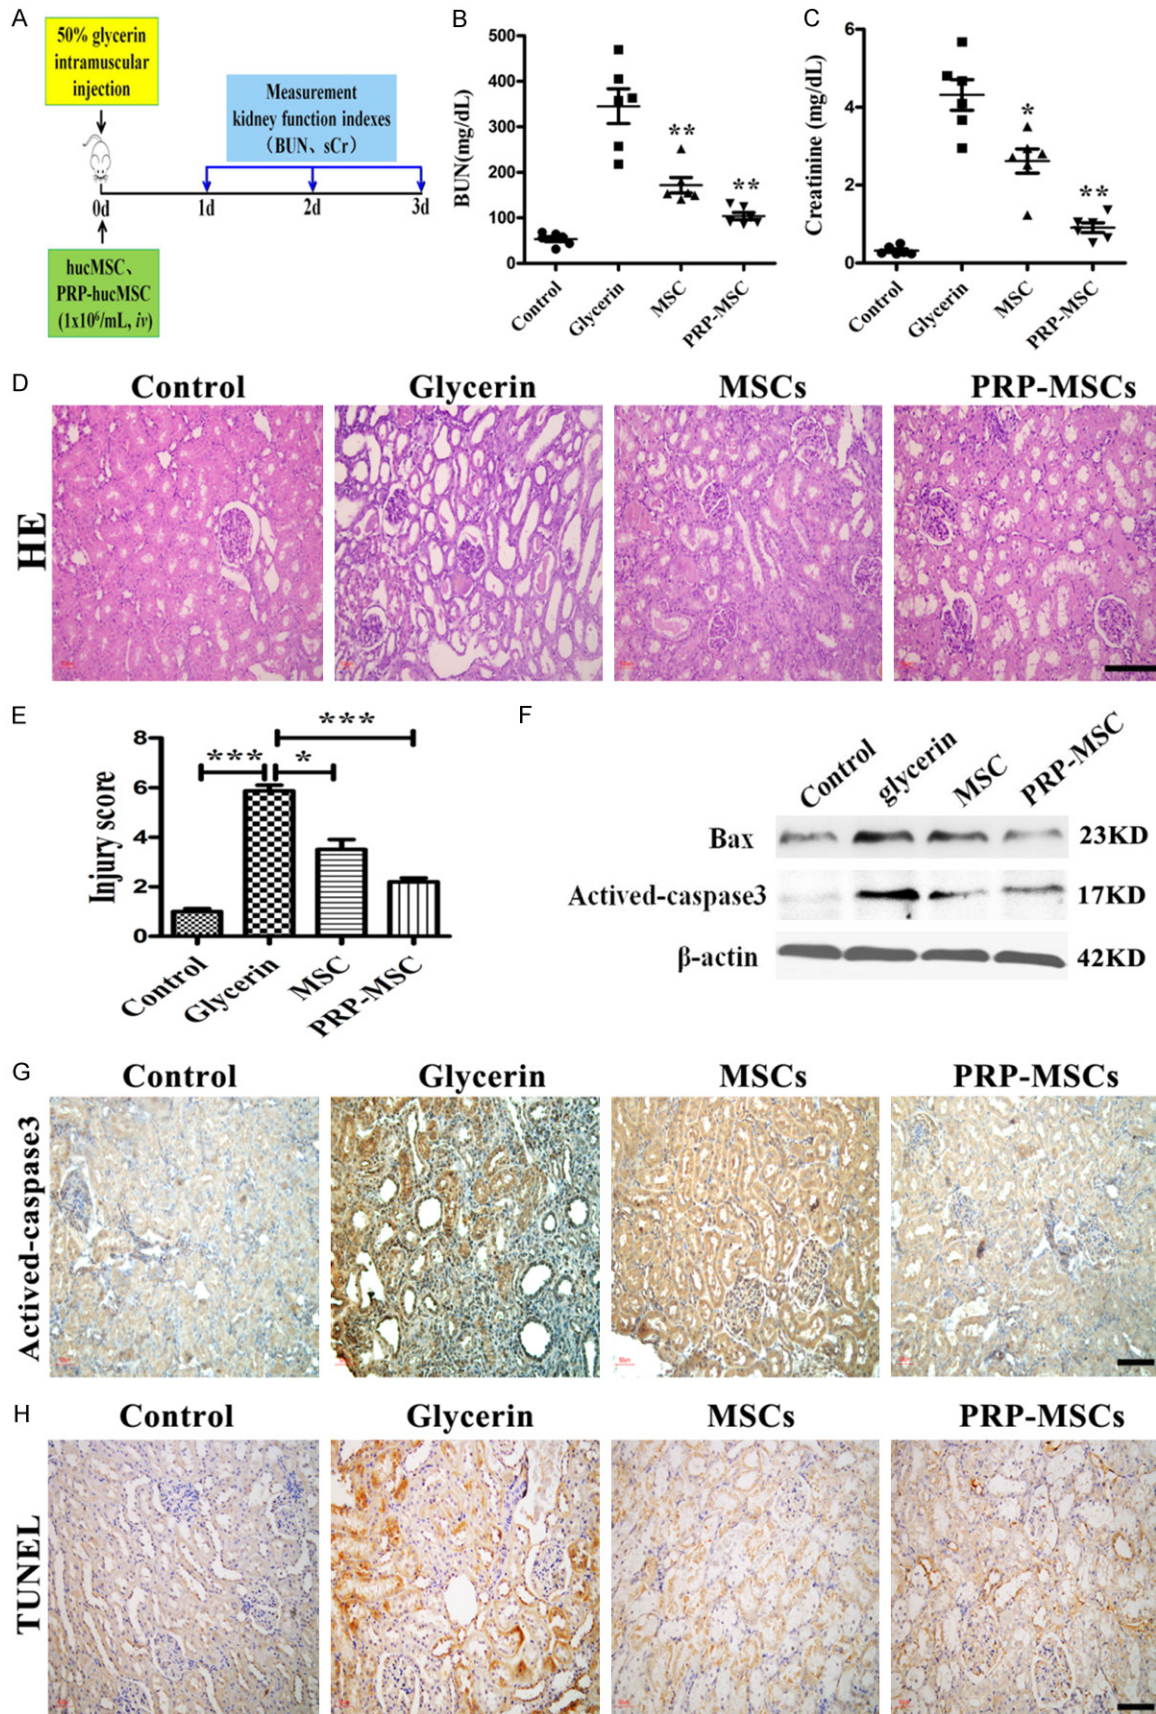 A
50% glycerin
intramuscular
injection
Measurement
kidney function indexes
(BUN、sCr)
0d
1d
2d
3d
hucMSC、
PRP-hucMSC
(1x10⁶/mL, iv)
B
BUN(mg/dL)
500
400
300
200
100
0
**
**
Control
Glycerin
MSC
PRP-MSC
C
Creatinine (mg/dL)
6
4
2
0
*
**
Control
Glycerin
MSC
PRP-MSC
D
Control
Glycerin
MSCs
PRP-MSCs
HE
E
Injury score
8
6
4
2
0
***
*
***
Control
Glycerin
MSC
PRP-MSC
F
Control
glycerin
MSC
PRP-MSC
Bax
23KD
Actived-caspase3
17KD
β-actin
42KD
G
Control
Glycerin
MSCs
PRP-MSCs
Actived-caspase3
H
Control
Glycerin
MSCs
PRP-MSCs
TUNEL